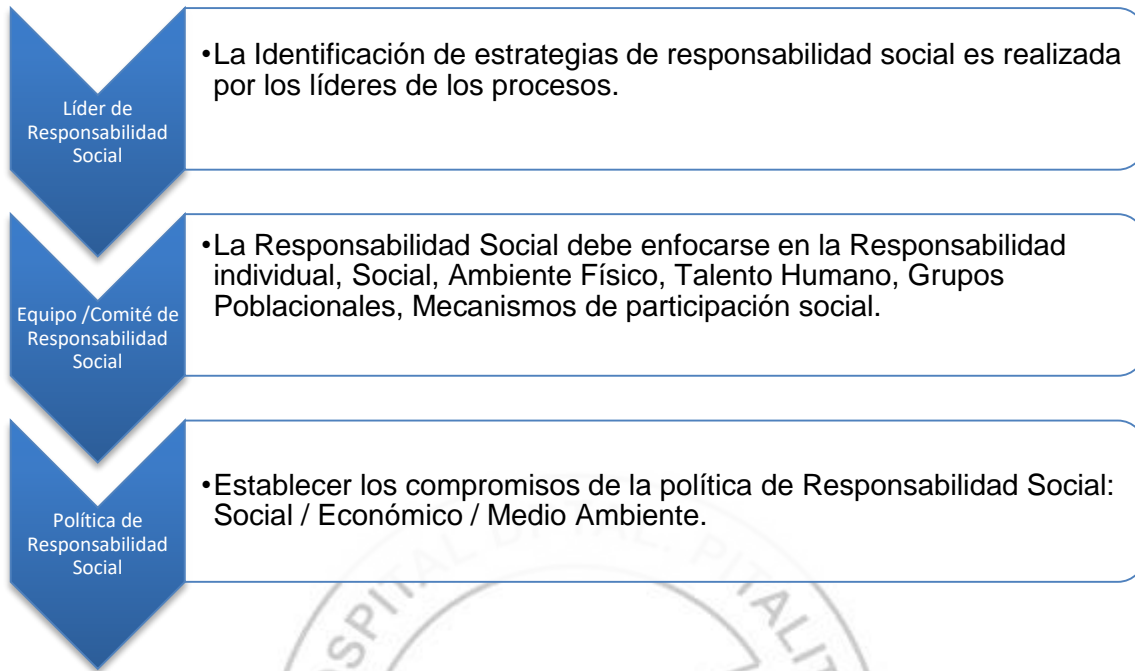 Líder de
Responsabilidad
Social
•La Identificación de estrategias de responsabilidad social es realizada
por los líderes de los procesos.
Equipo /Comité de
Responsabilidad
Social
•La Responsabilidad Social debe enfocarse en la Responsabilidad
individual, Social, Ambiente Físico, Talento Humano, Grupos
Poblacionales, Mecanismos de participación social.
Política de
Responsabilidad
Social
•Establecer los compromisos de la política de Responsabilidad Social:
Social / Económico / Medio Ambiente.